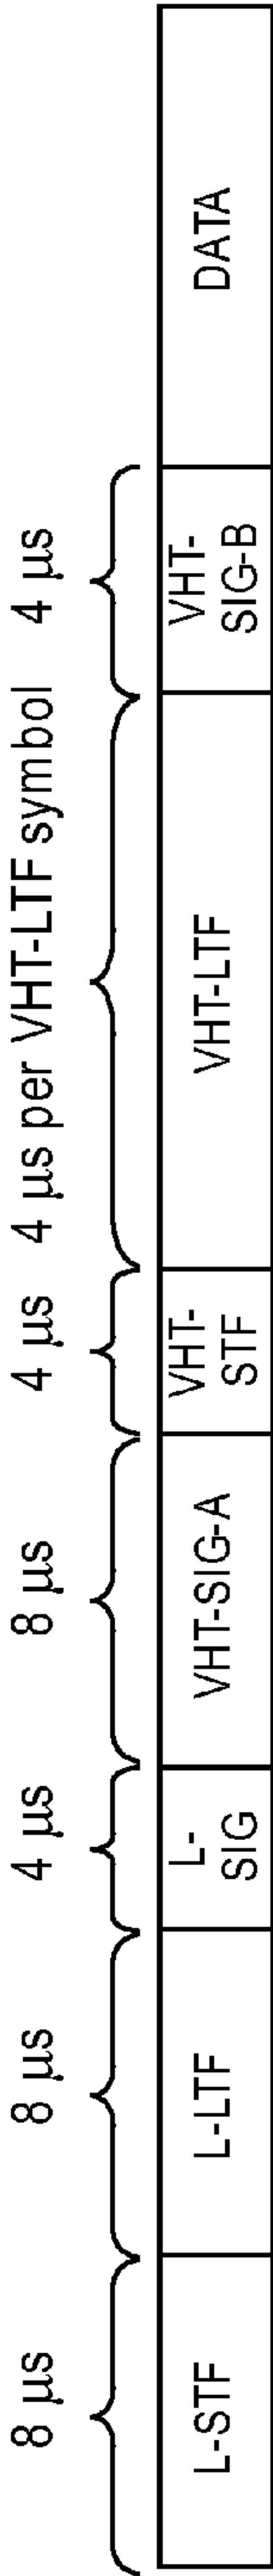 8 µs
8 µs
4 µs
8 µs
4 µs
4 µs per VHT-LTF symbol
4 µs
L-STF
L-LTF
L-
SIG
VHT-SIG-A
VHT-
STF
VHT-LTF
VHT-
SIG-B
DATA